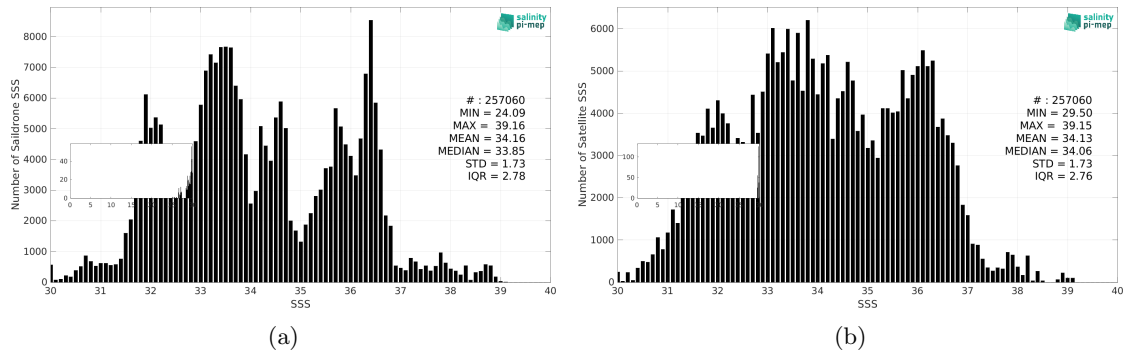 8000
7000
6000
5000
4000
3000
2000
1000
0
Number of Saildrone SSS
salinity
pi-mep
# : 257060
MIN = 24.09
MAX = 39.16
MEAN = 34.16
MEDIAN = 33.85
STD = 1.73
IQR = 2.78
40
20
0
0 5 10 15
30 31 32 33 34 35 36 37 38 39 40
SSS
(a)
6000
5000
4000
3000
2000
1000
0
Number of Satellite SSS
salinity
pi-mep
# : 257060
MIN = 29.50
MAX = 39.15
MEAN = 34.13
MEDIAN = 34.06
STD = 1.73
IQR = 2.76
100
50
0
0 5 10 15
30 31 32 33 34 35 36 37 38 39 40
SSS
(b)